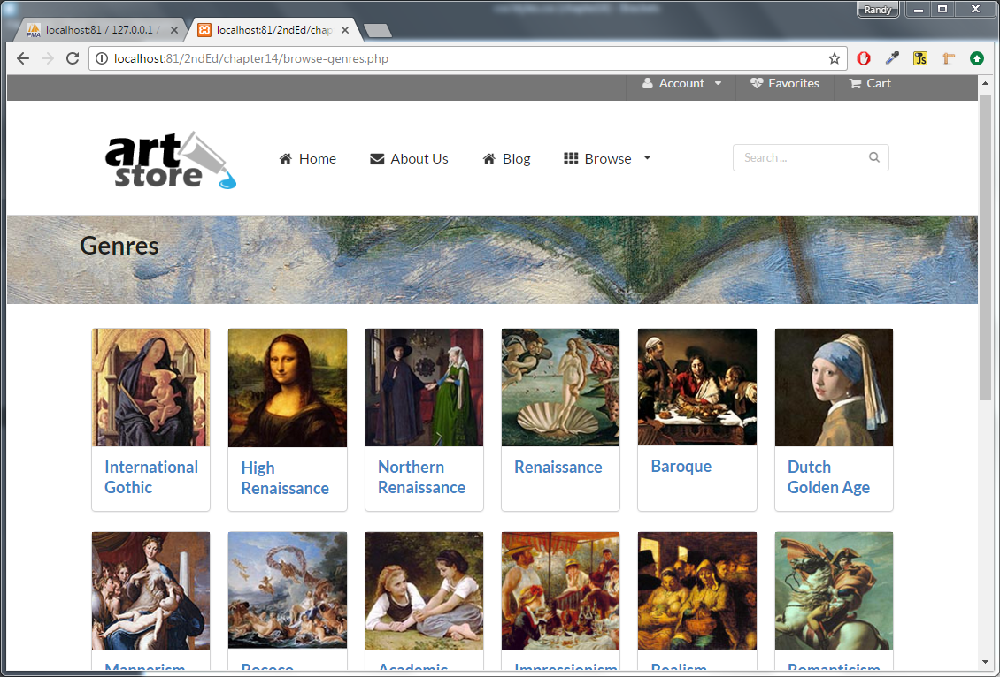 Randy
localhost:81 / 127.0.0.1 /
localhost:81/2ndEd/chap
localhost:81/2ndEd/chapter14/browse-genres.php
JS
Account
Favorites
Cart
art
store
Home
About Us
Blog
Browse
Search ...
Genres
International
Gothic
High
Renaissance
Northern
Renaissance
Renaissance
Baroque
Dutch
Golden Age
Mannerism
Rococo
Academic
Impressionism
Realism
Romanticism